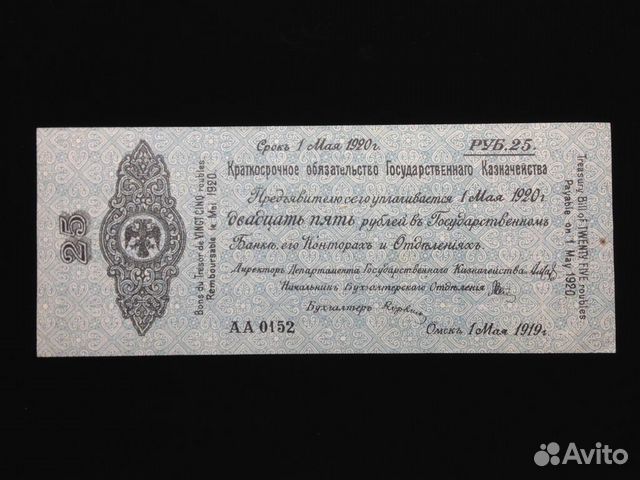 Срокъ 1 Мая 1920г.
РУБ. 25.
Краткосрочное обязательство Государственнаго Казначейства
Предъявителю сего уплачивается 1 Мая 1920г
двадцать пять рублей въ Государственномъ
Банкѣ, его Конторахъ и Отдѣленіяхъ.
Директоръ Департамента Государственнаго Казначейства
Начальникъ Бухгалтерскаго Отдѣленія
Бухгалтеръ
АА 0152
Омскъ 1 Мая 1919г
25
Bons du Trésor de VINGT CINQ roubles
Remboursable le 1 Mai 1920.
Treasury Bill of TWENTY FIVE roubles
Payable on 1 May 1920
Avito